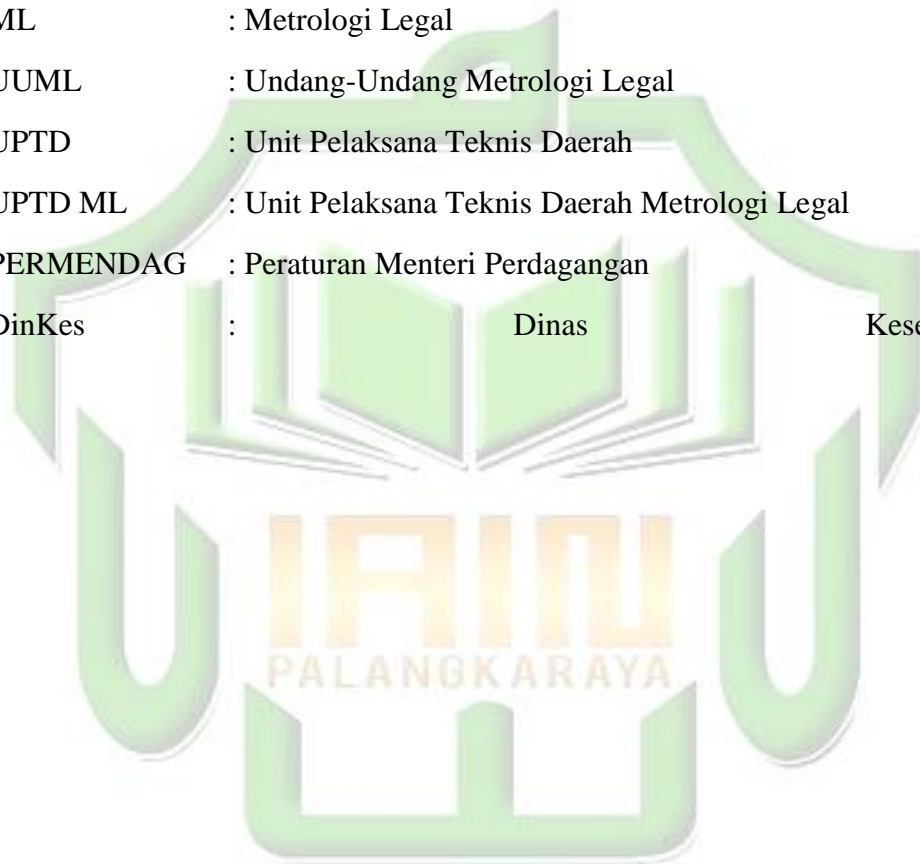 ML : Metrologi Legal
UUML : Undang-Undang Metrologi Legal
UPTD : Unit Pelaksana Teknis Daerah
UPTD ML : Unit Pelaksana Teknis Daerah Metrologi Legal
PERMENDAG : Peraturan Menteri Perdagangan
DinKes : Dinas
IAIN
PALANGKARAYA